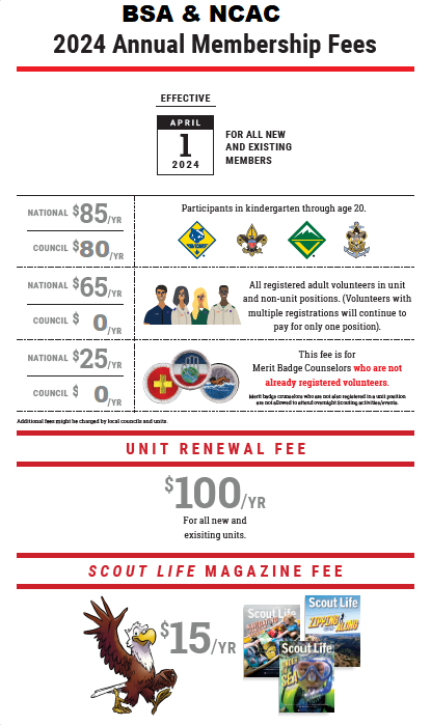 BSA & NCAC
2024 Annual Membership Fees
EFFECTIVE
APRIL
1
2024
FOR ALL NEW
AND EXISTING
MEMBERS
NATIONAL $85/YR
COUNCIL $80/YR
Participants in kindergarten through age 20.
NATIONAL $65/YR
COUNCIL $ 0/YR
All registered adult volunteers in unit
and non-unit positions. (Volunteers with
multiple registrations will continue to
pay for only one position).
NATIONAL $25/YR
COUNCIL $ 0/YR
This fee is for
Merit Badge Counselors who are not
already registered volunteers.
Merit badge counselors who are not also registered in a unit position
are not allowed to attend overnight Scouting activities/events.
Additional fees might be charged by local councils and units.
UNIT RENEWAL FEE
$100/YR
For all new and
exisiting units.
SCOUT LIFE MAGAZINE FEE
$15/YR
Scout Life
Scout Life
ZIPPING
ALONG
Scout Life
SEA